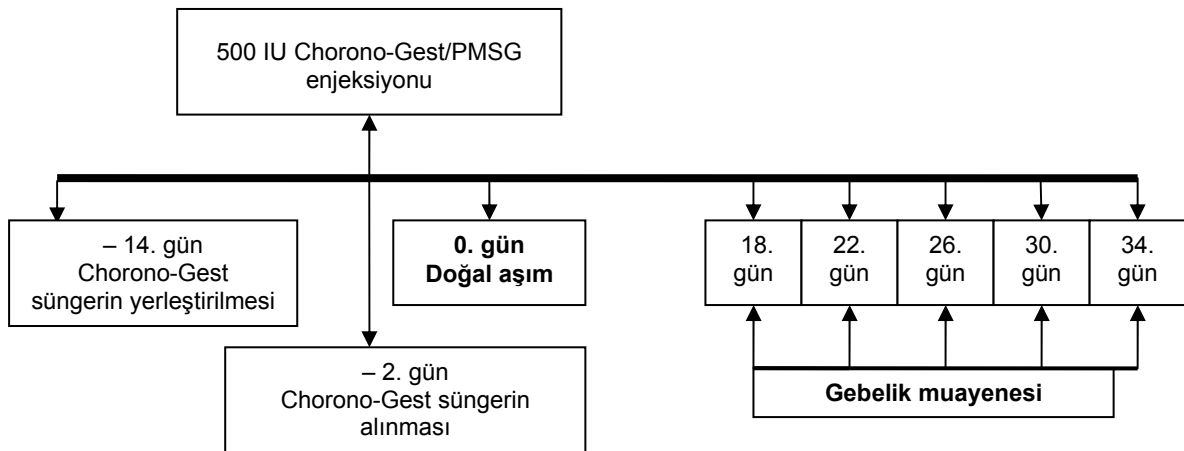 500 IU Chorono-Gest/PMSG
enjeksiyonu
– 14. gün
Chorono-Gest
süngerin yerleştirilmesi
0. gün
Doğal aşım
18.
gün
22.
gün
26.
gün
30.
gün
34.
gün
– 2. gün
Chorono-Gest süngerin
alınması
Gebelik muayenesi